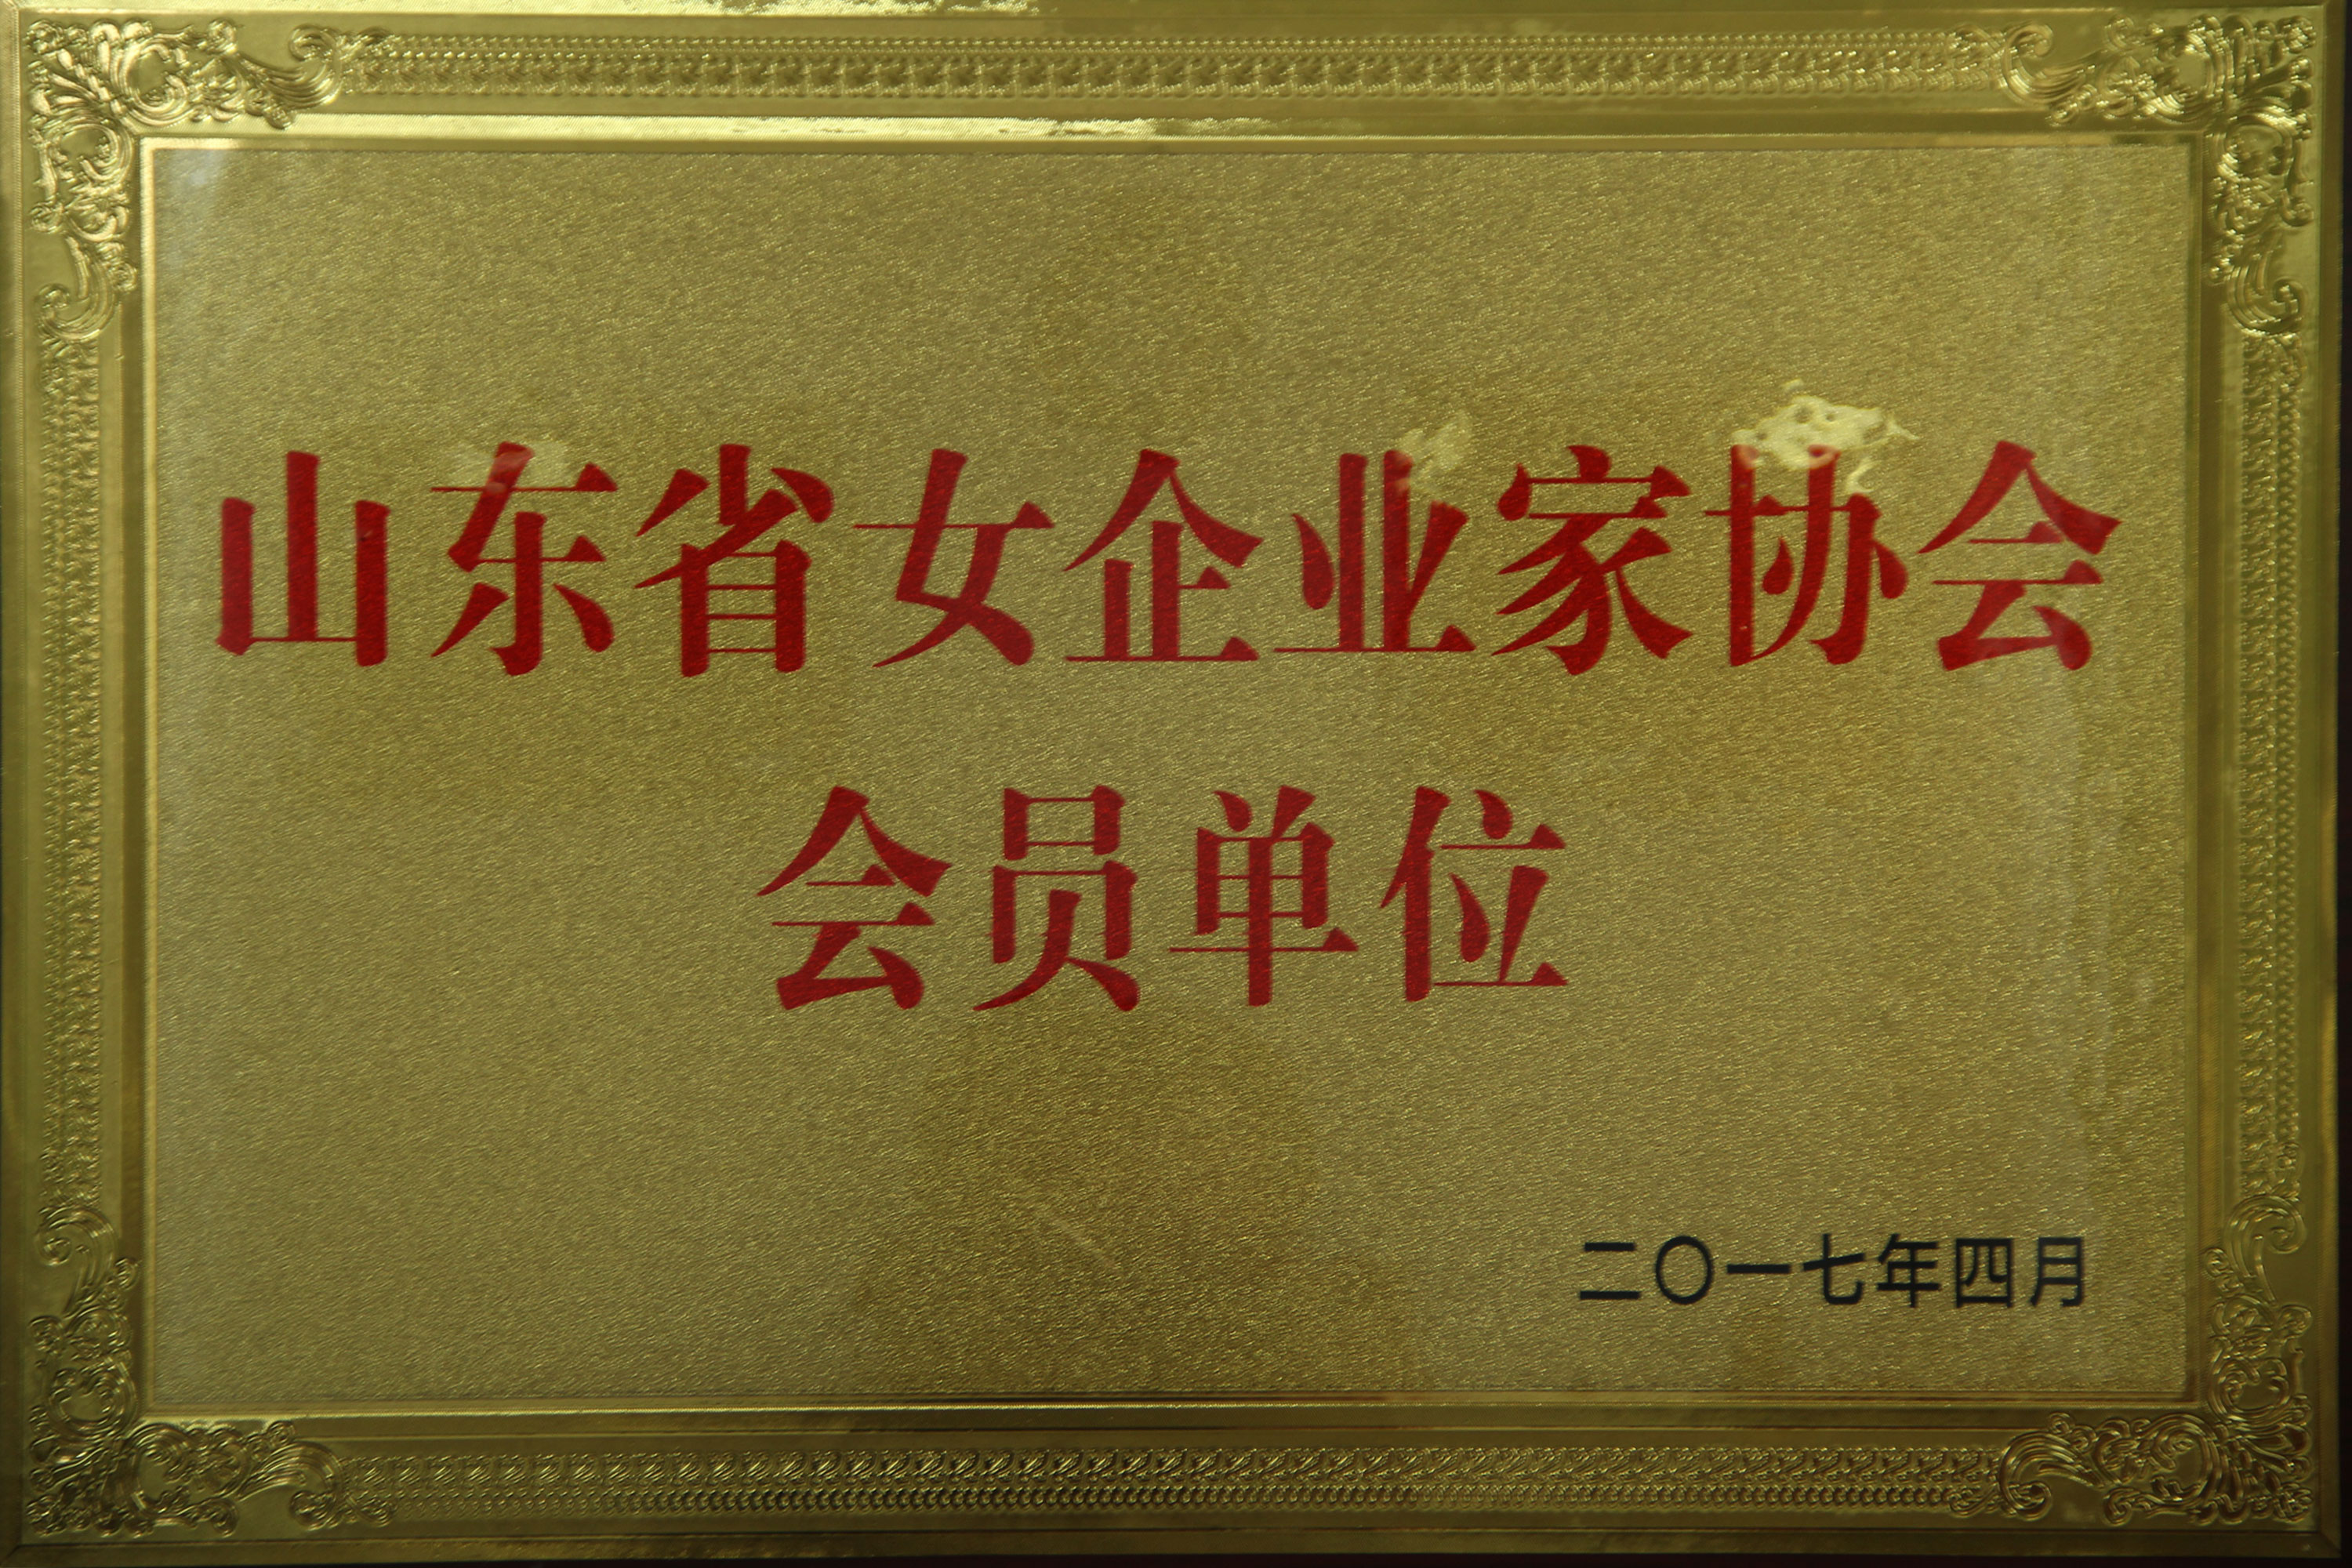 山东省女企业家协会
会员单位
二〇一七年四月